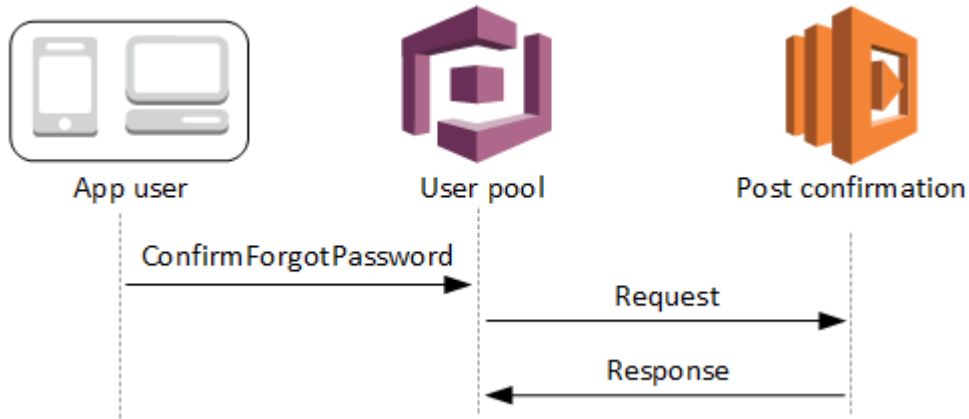 App user
User pool
Post confirmation
ConfirmForgotPassword
Request
Response